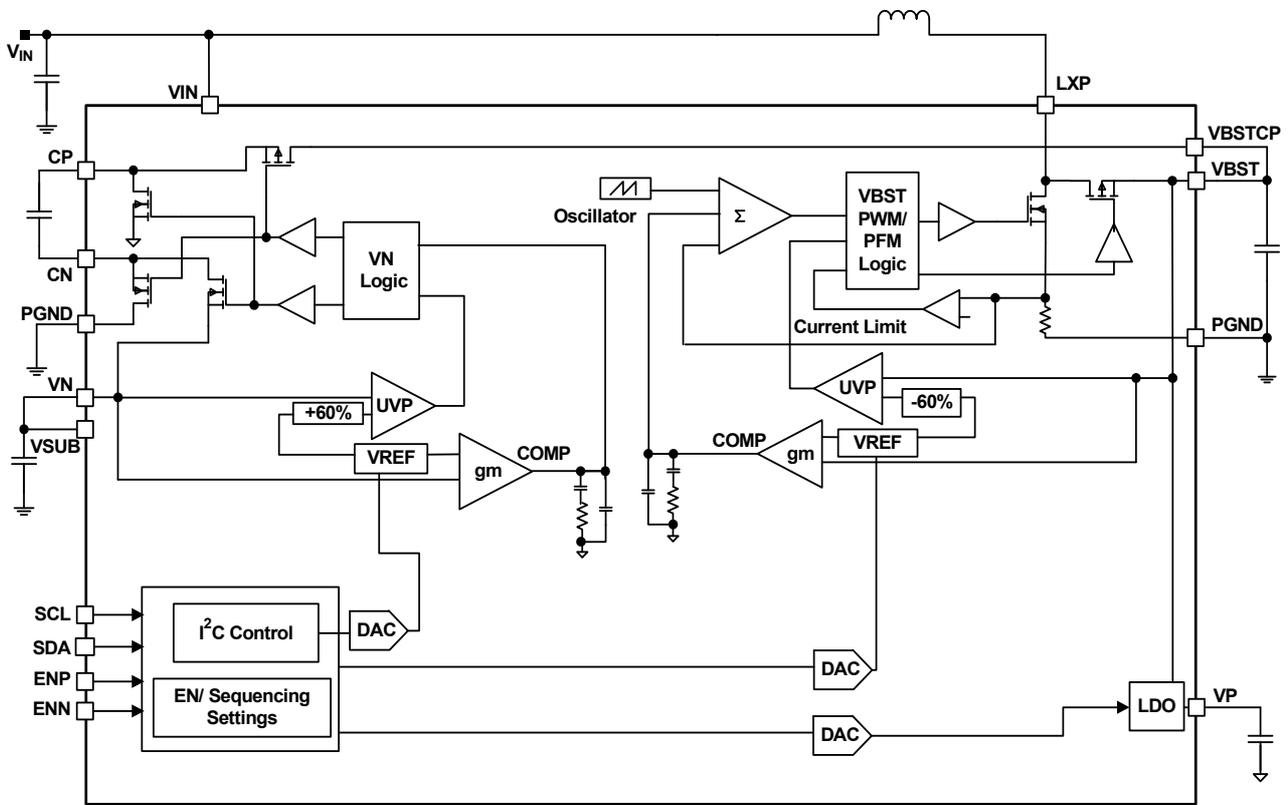 VIN
VIN
LXP
VBSTCP
CP
VBST
Oscillator
Σ
VBST
PWM/
PFM
Logic
VN
Logic
CN
PGND
Current Limit
PGND
VN
+60%
UVP
UVP
-60%
VSUB
VREF
gm
COMP
COMP
gm
VREF
SCL
SDA
ENP
ENN
I2C Control
EN/ Sequencing
Settings
DAC
DAC
DAC
LDO
VP